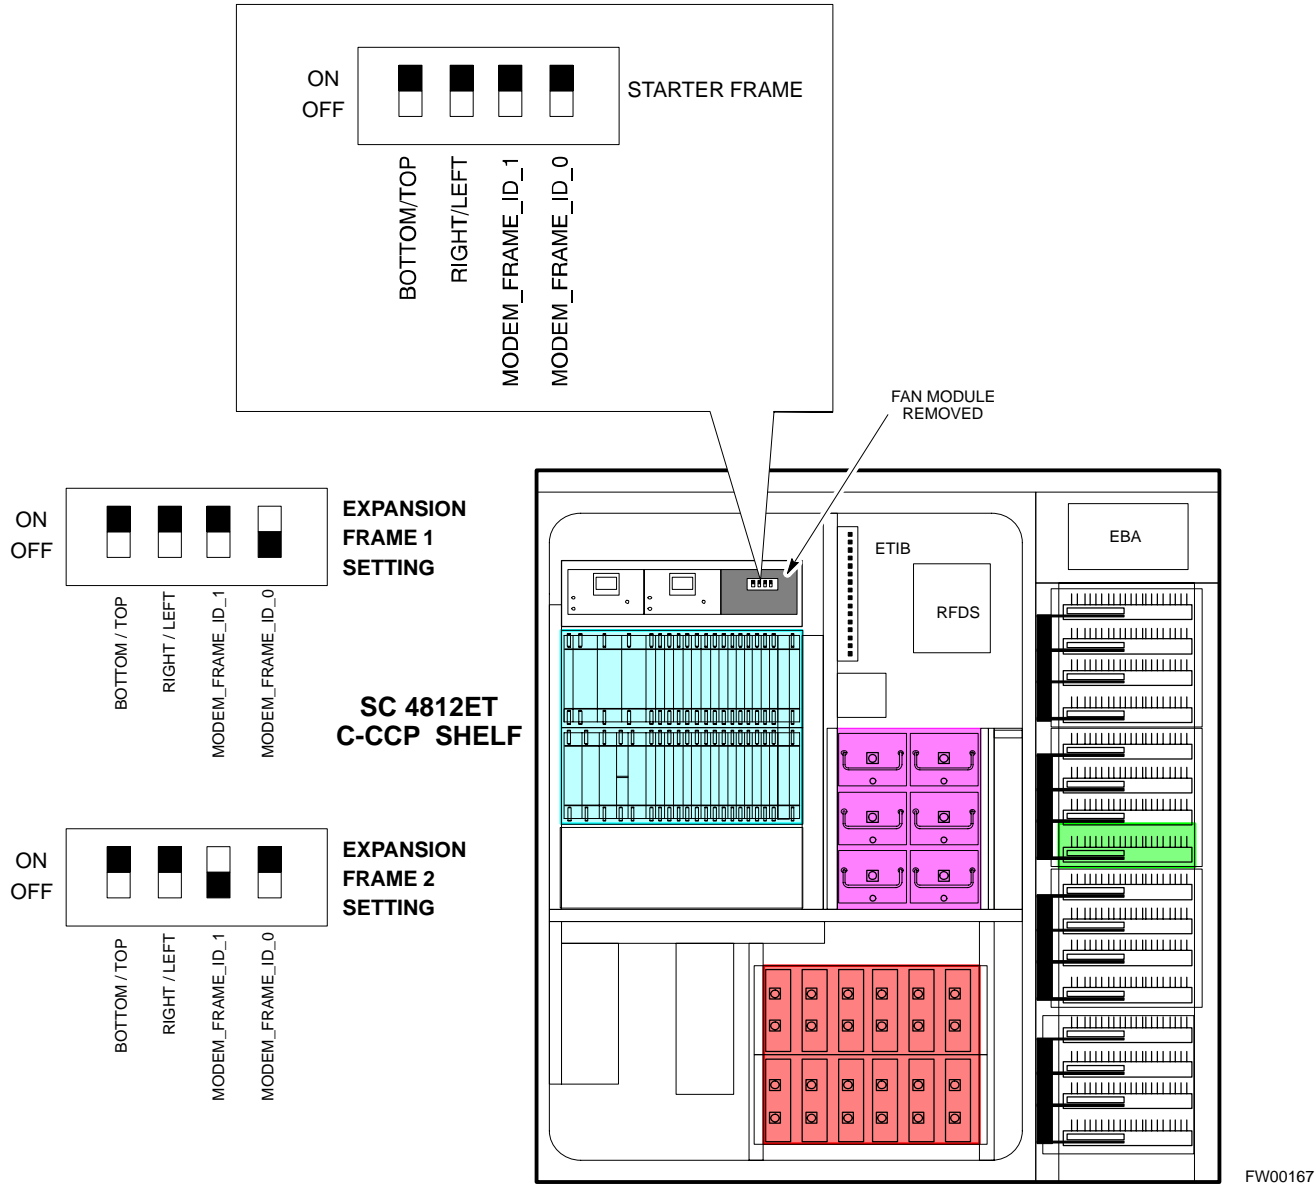 ON
OFF
STARTER FRAME
BOTTOM/TOP
RIGHT/LEFT
MODEM_FRAME_ID_1
MODEM_FRAME_ID_0
FAN MODULE
REMOVED
ON
OFF
EXPANSION
FRAME 1
SETTING
BOTTOM / TOP
RIGHT / LEFT
MODEM_FRAME_ID_1
MODEM_FRAME_ID_0
ETIB
EBA
RFDS
SC 4812ET
C-CCP SHELF
ON
OFF
EXPANSION
FRAME 2
SETTING
BOTTOM / TOP
RIGHT / LEFT
MODEM_FRAME_ID_1
MODEM_FRAME_ID_0
FW00167